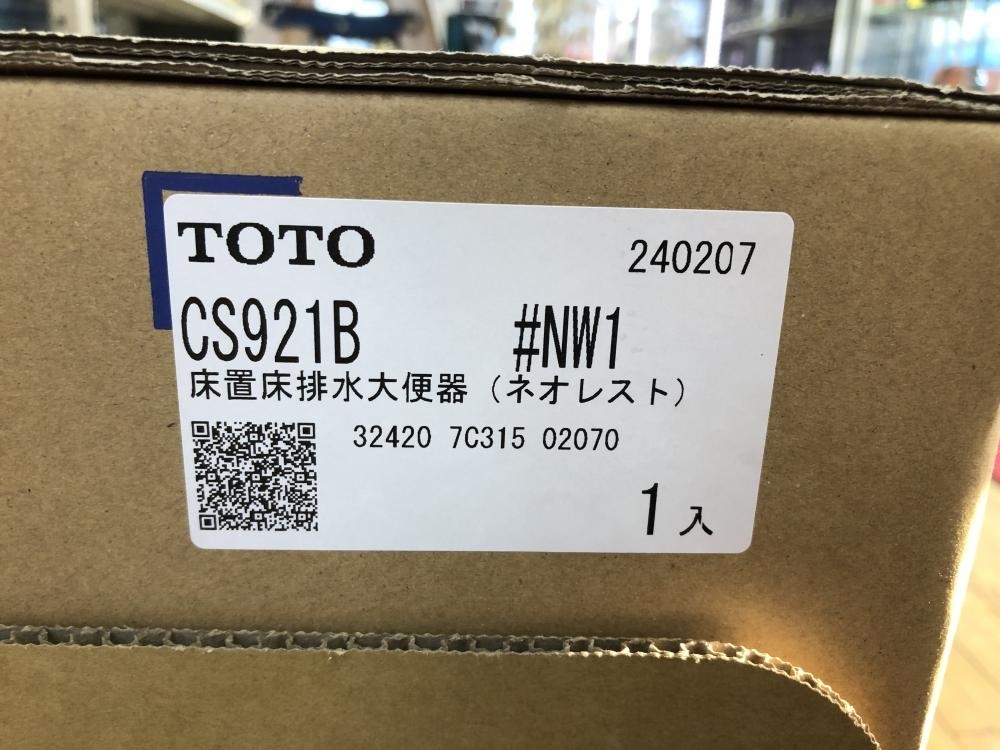 TOTO 240207
CS921B #NW1
床置床排水大便器（ネオレスト）
32420 7C315 02070
1入